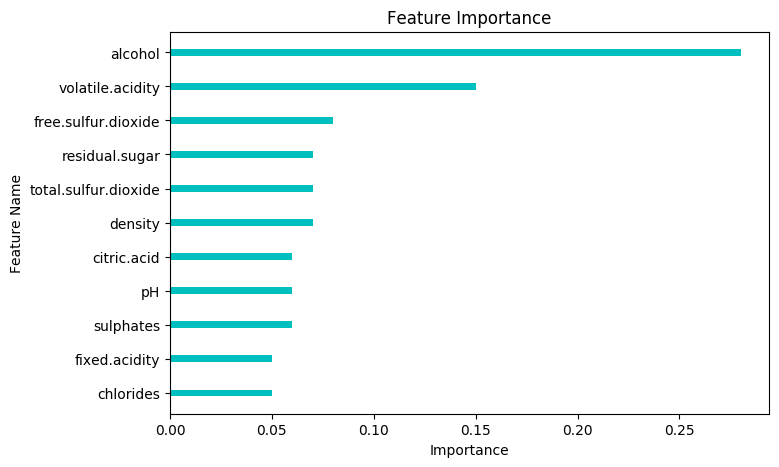 Feature Importance
alcohol
volatile.acidity
free.sulfur.dioxide
residual.sugar
total.sulfur.dioxide
density
citric.acid
pH
sulphates
fixed.acidity
chlorides
Feature Name
0.00 0.05 0.10 0.15 0.20 0.25
Importance